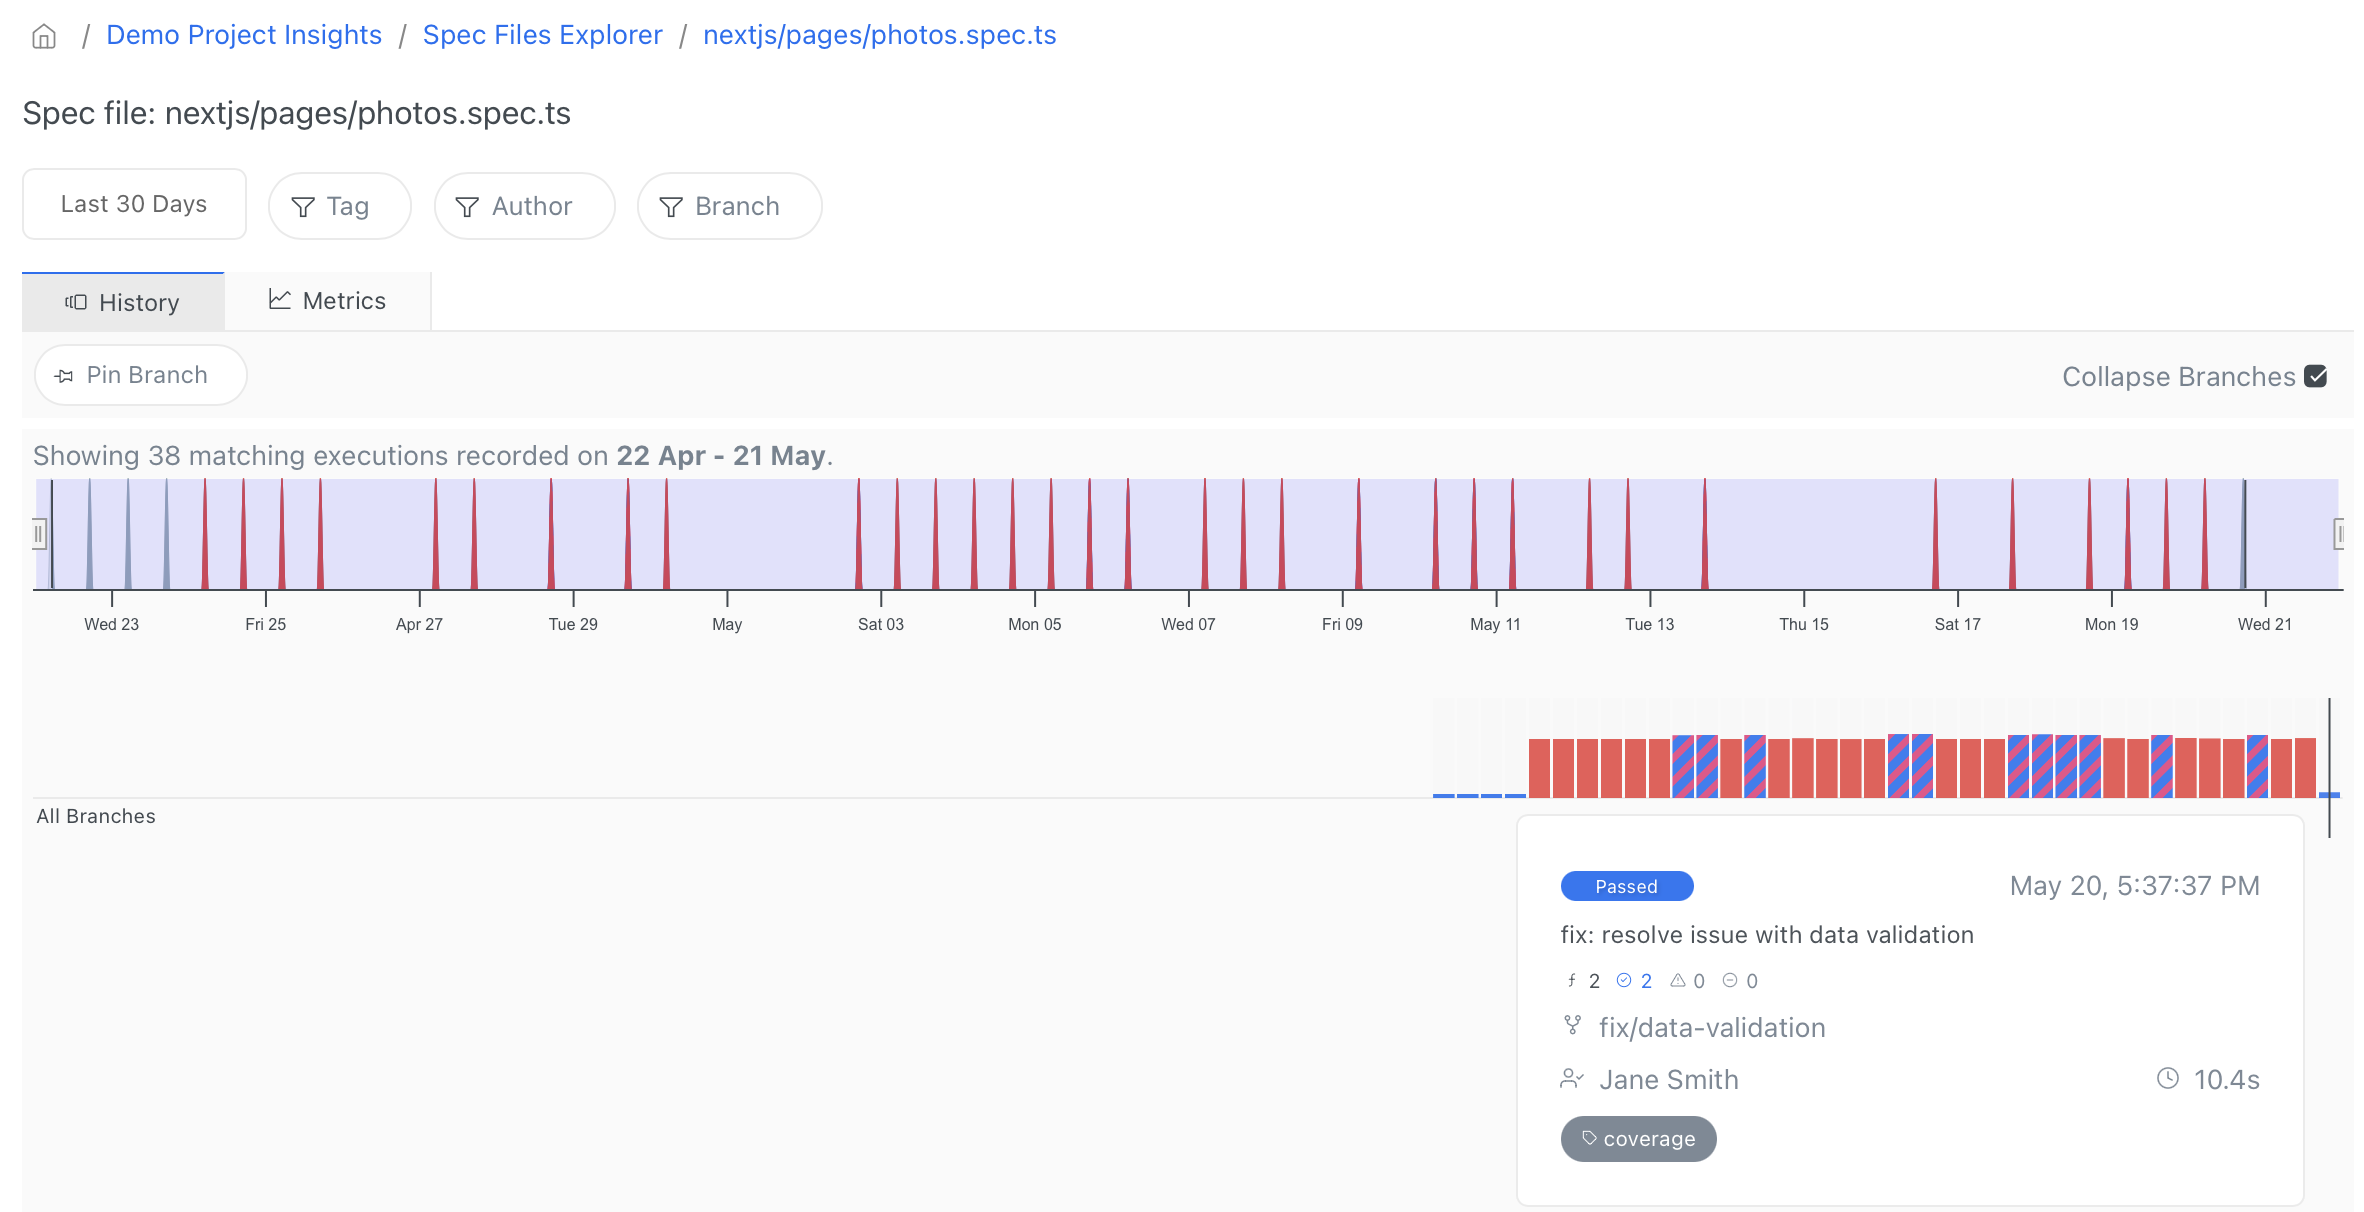 / Demo Project Insights / Spec Files Explorer / nextjs/pages/photos.spec.ts
Spec file: nextjs/pages/photos.spec.ts
Last 30 Days Tag Author Branch
History Metrics
Pin Branch Collapse Branches
Showing 38 matching executions recorded on 22 Apr - 21 May.
Wed 23 Fri 25 Apr 27 Tue 29 May Sat 03 Mon 05 Wed 07 Fri 09 May 11 Tue 13 Thu 15 Sat 17 Mon 19 Wed 21
All Branches
Passed May 20, 5:37:37 PM
fix: resolve issue with data validation
2 2 0 0
fix/data-validation
Jane Smith 10.4s
coverage